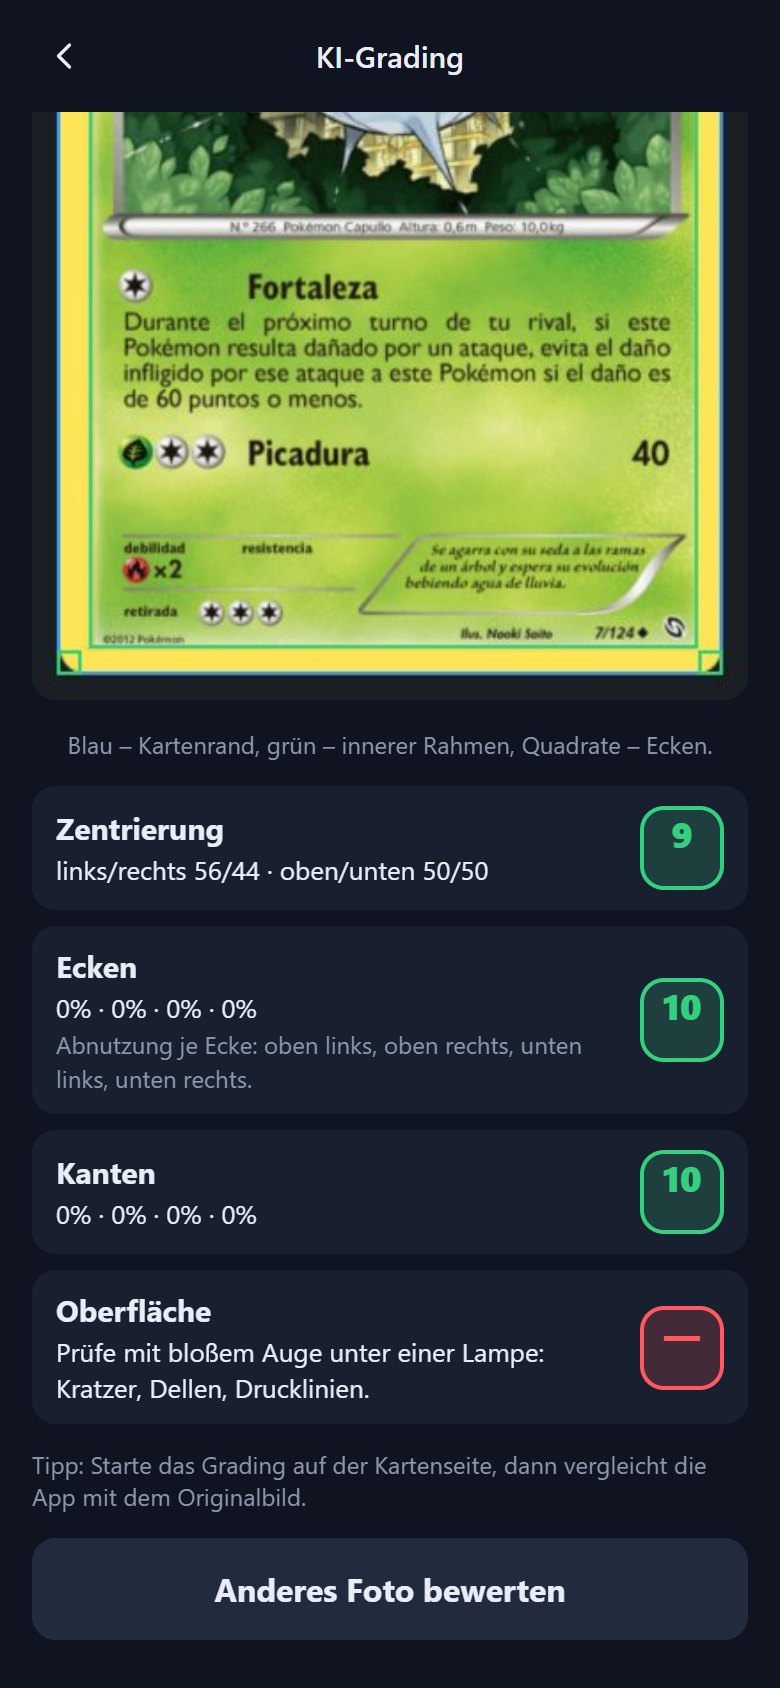 KI-Grading
N.º 266 Pokémon Capullo Altura: 0,6m Peso: 10,0kg
Fortaleza
Durante el próximo turno de tu rival, si este
Pokémon resulta dañado por un ataque, evita el daño
infligido por ese ataque a este Pokémon si el daño es
de 60 puntos o menos.
Picadura 40
debilidad resistencia
×2
Se agarra con su seda a las ramas
de un árbol y espera su evolución
bebiendo agua de lluvia.
retirada
©2012 Pokémon
Ilus. Naoki Saito 7/124
Blau – Kartenrand, grün – innerer Rahmen, Quadrate – Ecken.
Zentrierung
links/rechts 56/44 · oben/unten 50/50
9
Ecken
0% · 0% · 0% · 0%
Abnutzung je Ecke: oben links, oben rechts, unten
links, unten rechts.
10
Kanten
0% · 0% · 0% · 0%
10
Oberfläche
Prüfe mit bloßem Auge unter einer Lampe:
Kratzer, Dellen, Drucklinien.
—
Tipp: Starte das Grading auf der Kartenseite, dann vergleicht die
App mit dem Originalbild.
Anderes Foto bewerten